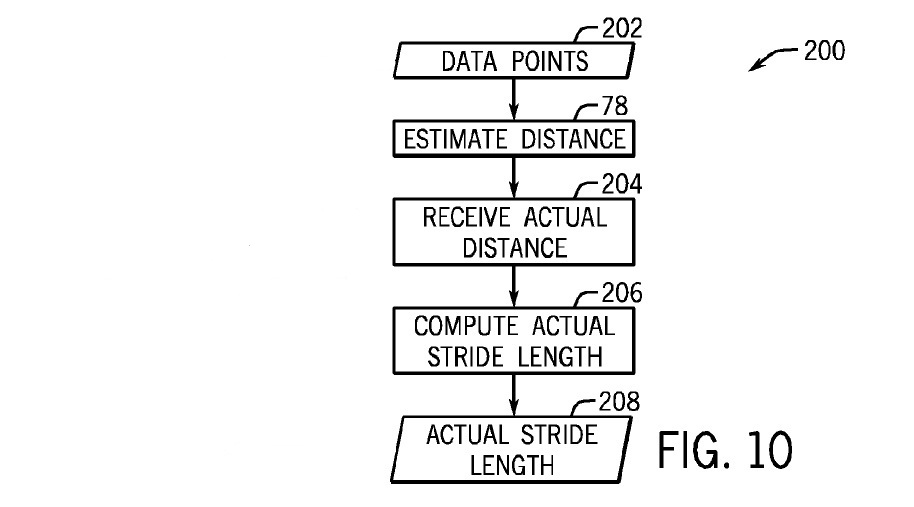 202
200
DATA POINTS
78
ESTIMATE DISTANCE
204
RECEIVE ACTUAL
DISTANCE
206
COMPUTE ACTUAL
STRIDE LENGTH
208
ACTUAL STRIDE
LENGTH
FIG. 10